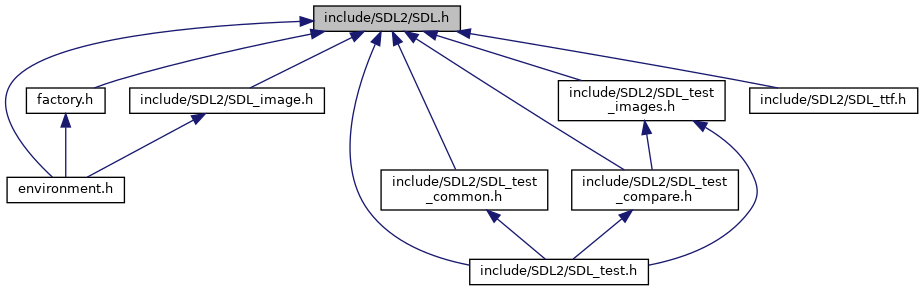 include/SDL2/SDL.h
factory.h
include/SDL2/SDL_image.h
include/SDL2/SDL_test
_images.h
include/SDL2/SDL_ttf.h
environment.h
include/SDL2/SDL_test
_common.h
include/SDL2/SDL_test
_compare.h
include/SDL2/SDL_test.h